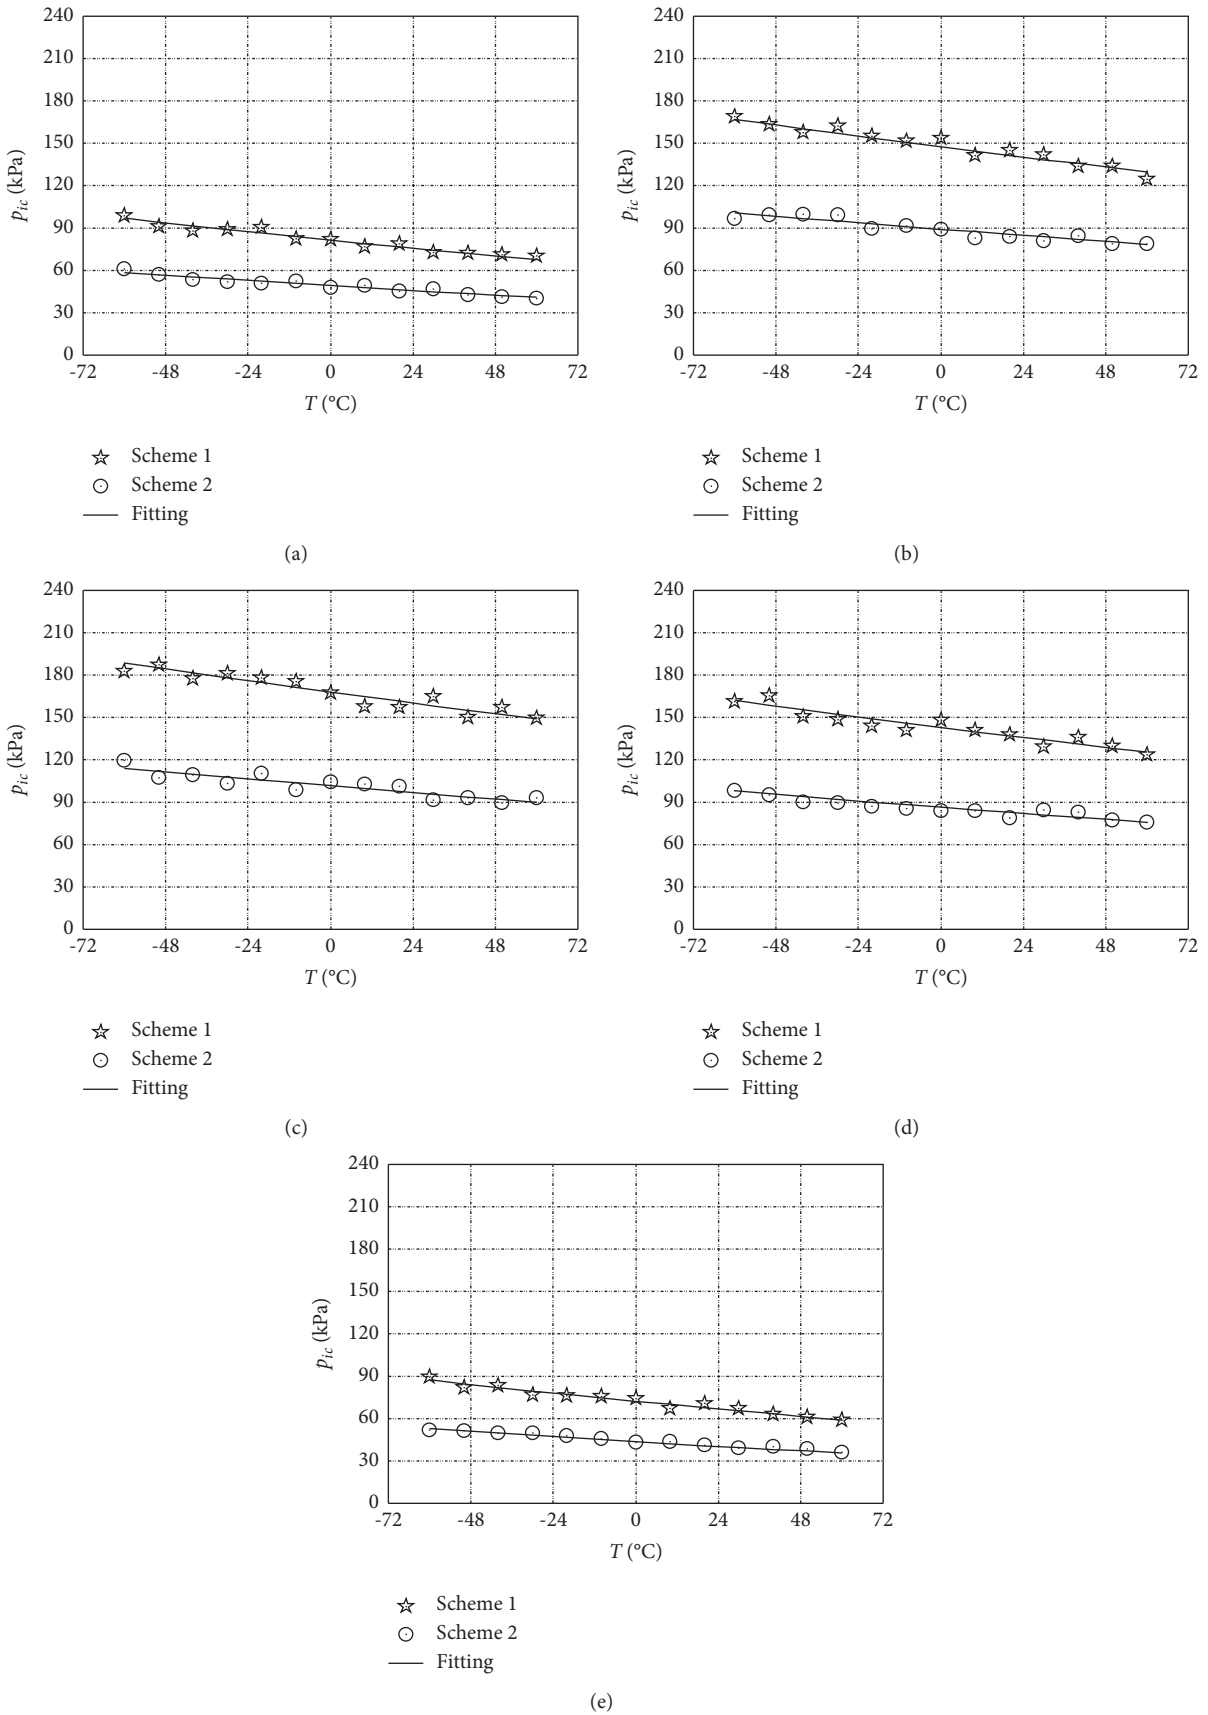 240
210
180
150
120
90
60
30
0
-72 -48 -24 0 24 48 72
p_ic (kPa)
T (°C)
Scheme 1
Scheme 2
Fitting
(a)
240
210
180
150
120
90
60
30
0
-72 -48 -24 0 24 48 72
p_ic (kPa)
T (°C)
Scheme 1
Scheme 2
Fitting
(b)
240
210
180
150
120
90
60
30
0
-72 -48 -24 0 24 48 72
p_ic (kPa)
T (°C)
Scheme 1
Scheme 2
Fitting
(c)
240
210
180
150
120
90
60
30
0
-72 -48 -24 0 24 48 72
p_ic (kPa)
T (°C)
Scheme 1
Scheme 2
Fitting
(d)
240
210
180
150
120
90
60
30
0
-72 -48 -24 0 24 48 72
p_ic (kPa)
T (°C)
Scheme 1
Scheme 2
Fitting
(e)